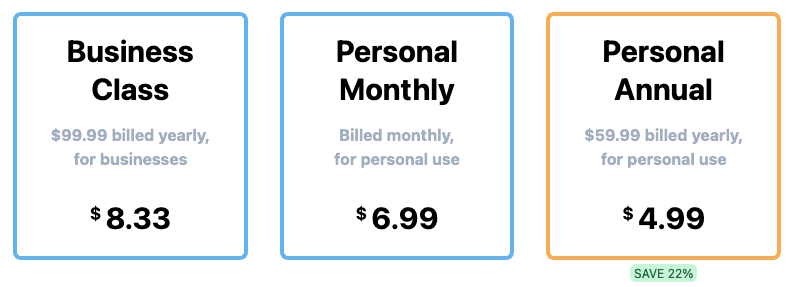 Business
Class
$99.99 billed yearly,
for businesses
$8.33
Personal
Monthly
Billed monthly,
for personal use
$6.99
Personal
Annual
$59.99 billed yearly,
for personal use
$4.99
SAVE 22%